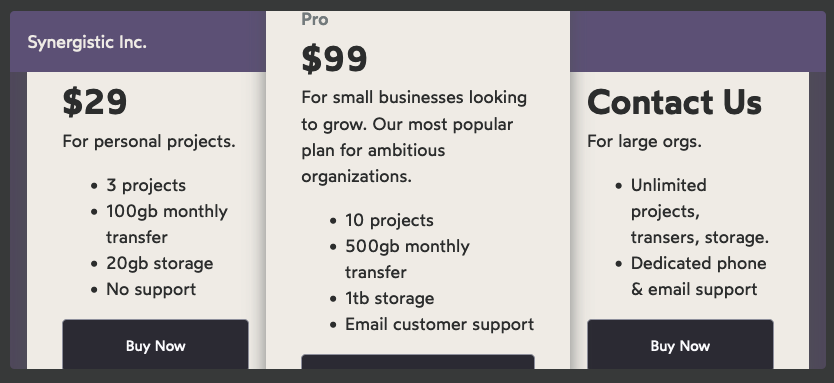 Synergistic Inc.
$29
For personal projects.
• 3 projects
• 100gb monthly
transfer
• 20gb storage
• No support
Buy Now
Pro
$99
For small businesses looking
to grow. Our most popular
plan for ambitious
organizations.
• 10 projects
• 500gb monthly
transfer
• 1tb storage
• Email customer support
Contact Us
For large orgs.
• Unlimited
projects,
transers, storage.
• Dedicated phone
& email support
Buy Now